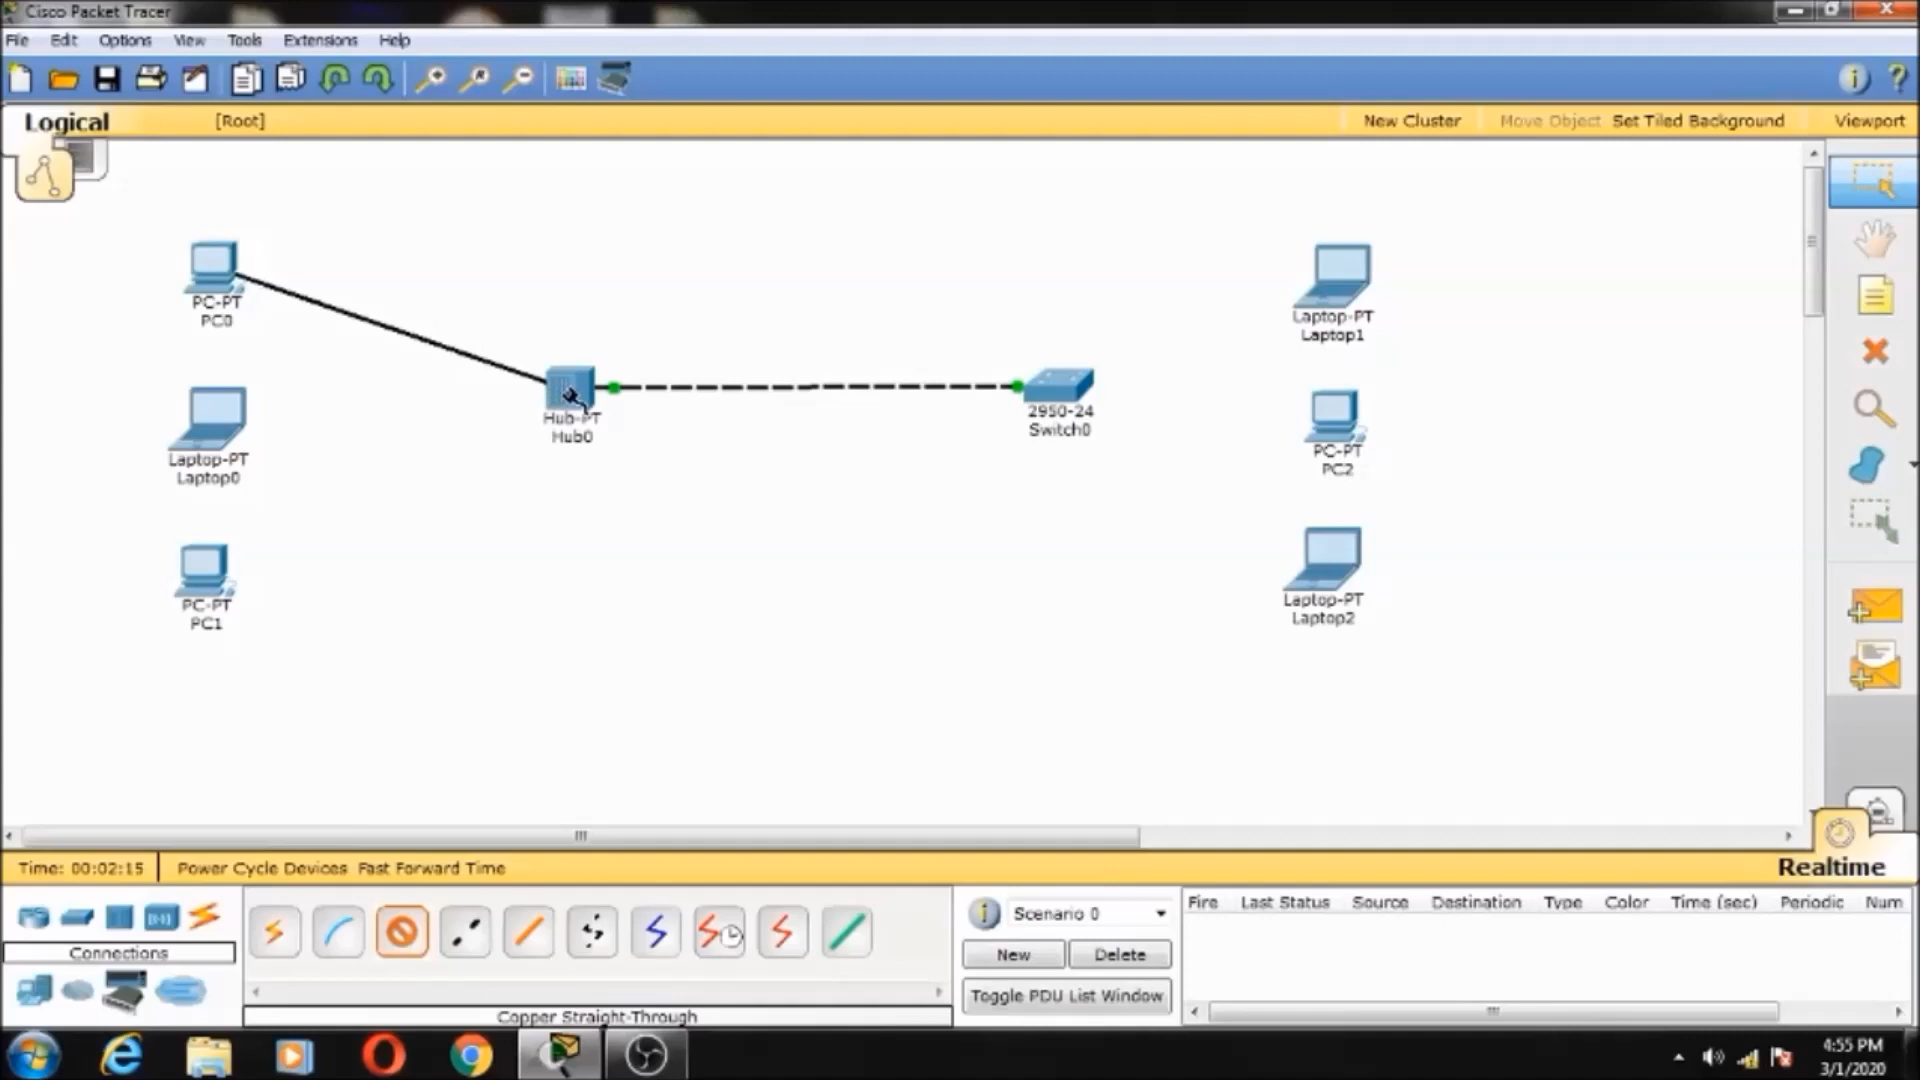 Cisco Packet Tracer
File Edit Options View Tools Extensions Help
Logical [Root] New Cluster Move Object Set Tiled Background Viewport
PC-PT
PC0
Laptop-PT
Laptop0
PC-PT
PC1
Hub-PT
Hub0
2950-24
Switch0
Laptop-PT
Laptop1
PC-PT
PC2
Laptop-PT
Laptop2
Time: 00:02:15 Power Cycle Devices Fast Forward Time Realtime
Connections
Copper Straight-Through
Scenario 0
New Delete
Toggle PDU List Window
Fire Last Status Source Destination Type Color Time (sec) Periodic Num
4:55 PM
3/1/2020